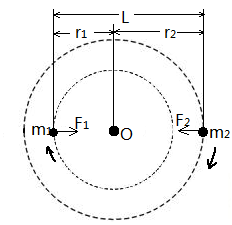 L
r₁ r₂
m₁ F₁ O F₂ m₂